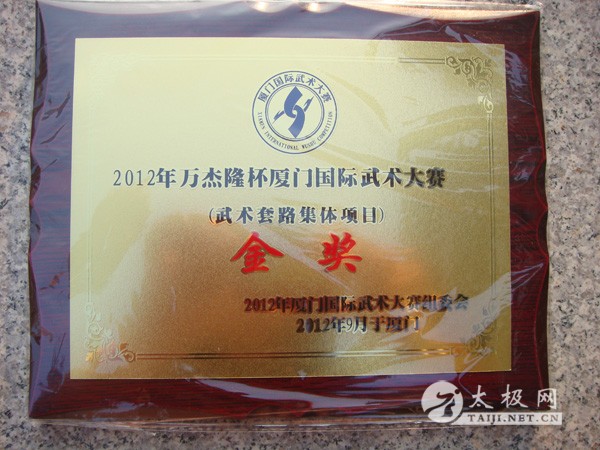 厦门国际武术大赛
XIAMEN INTERNATIONAL WUSHU COMPETITION
2012年万杰隆杯厦门国际武术大赛
(武术套路集体项目)
金奖
2012年厦门国际武术大赛组委会
2012年9月于厦门
太极网
TAIJI.NET.CN